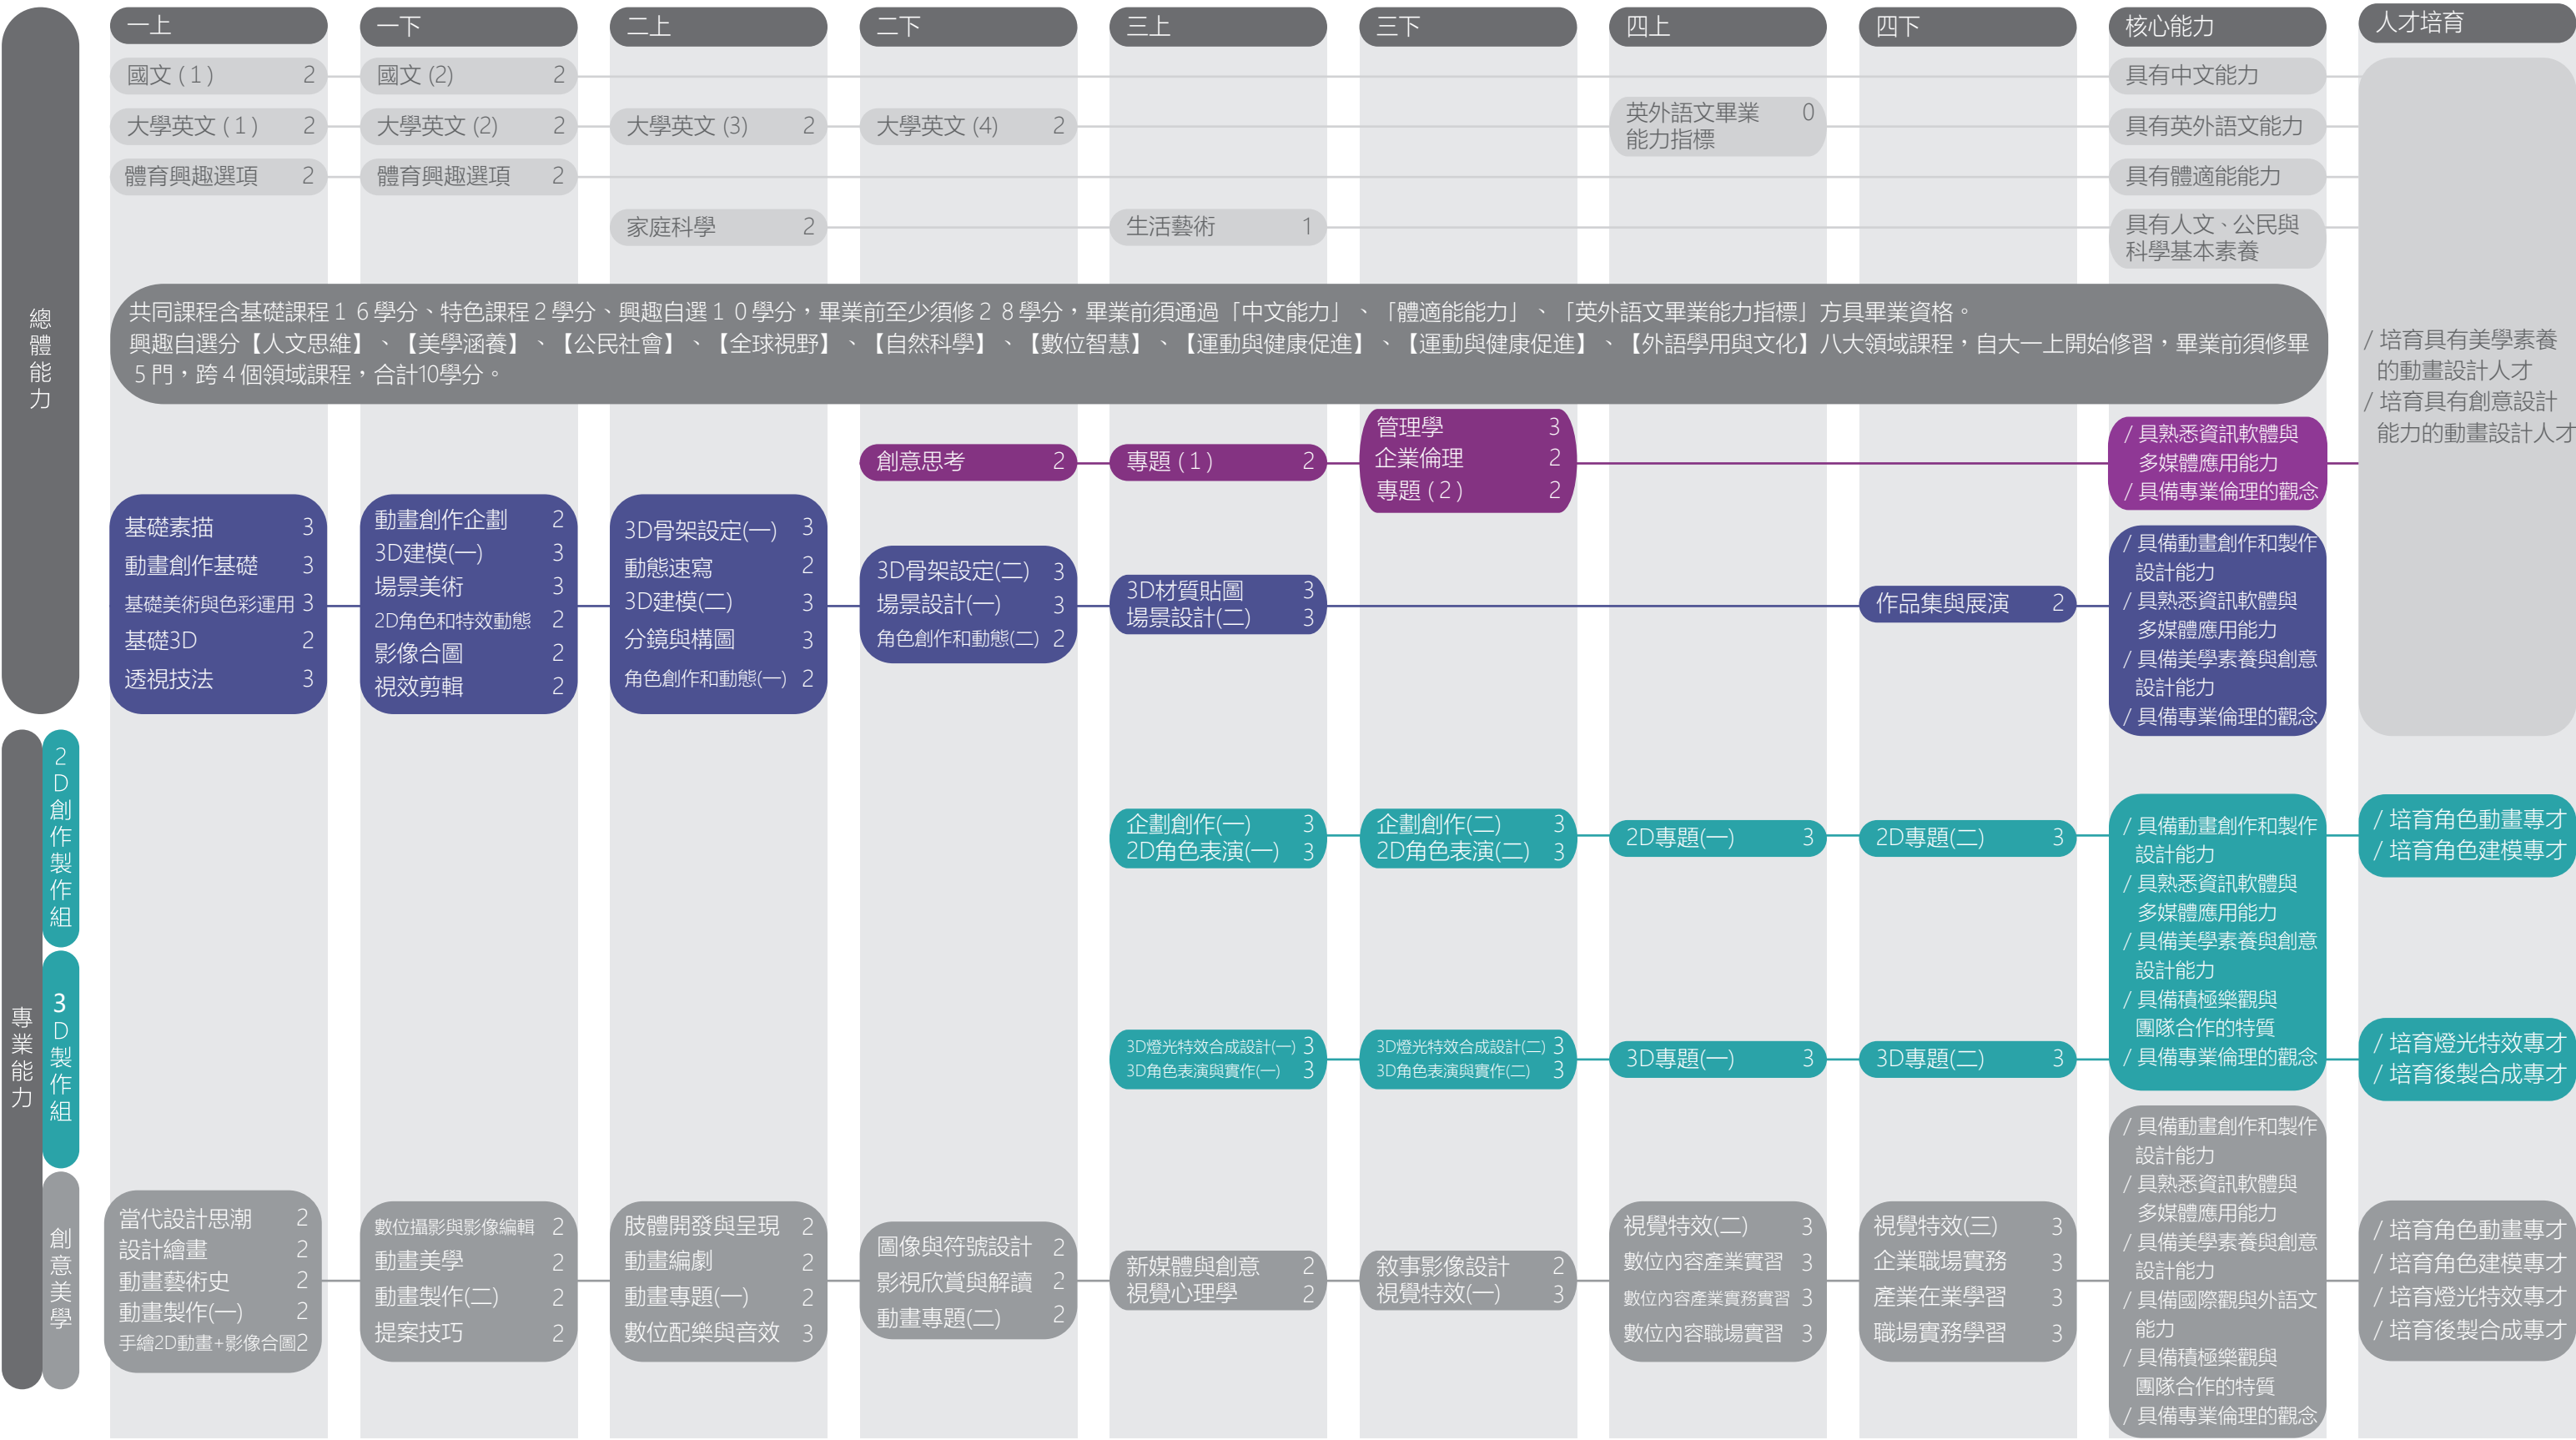 一上
一下
二上
二下
三上
三下
四上
四下
核心能力
人才培育
總體能力
國文 ( 1 ) 2
國文 (2) 2
具有中文能力
大學英文 ( 1 ) 2
大學英文 (2) 2
大學英文 (3) 2
大學英文 (4) 2
英外語文畢業 0
能力指標
具有英外語文能力
體育興趣選項 2
體育興趣選項 2
具有體適能能力
家庭科學 2
生活藝術 1
具有人文、公民與
科學基本素養
共同課程含基礎課程１６學分、特色課程２學分、興趣自選１０學分，畢業前至少須修２８學分，畢業前須通過「中文能力」、「體適能能力」、「英外語文畢業能力指標」方具畢業資格。
興趣自選分【人文思維】、【美學涵養】、【公民社會】、【全球視野】、【自然科學】、【數位智慧】、【運動與健康促進】、【運動與健康促進】、【外語學用與文化】八大領域課程，自大一上開始修習，畢業前須修畢
５門，跨４個領域課程，合計10學分。
/ 培育具有美學素養
的動畫設計人才
/ 培育具有創意設計
能力的動畫設計人才
創意思考 2
專題 ( 1 ) 2
管理學 3
企業倫理 2
專題 ( 2 ) 2
/ 具熟悉資訊軟體與
多媒體應用能力
/ 具備專業倫理的觀念
基礎素描 3
動畫創作基礎 3
基礎美術與色彩運用 3
基礎3D 2
透視技法 3
動畫創作企劃 2
3D建模(一) 3
場景美術 3
2D角色和特效動態 2
影像合圖 2
視效剪輯 2
3D骨架設定(一) 3
動態速寫 2
3D建模(二) 3
分鏡與構圖 3
角色創作和動態(一) 2
3D骨架設定(二) 3
場景設計(一) 3
角色創作和動態(二) 2
3D材質貼圖 3
場景設計(二) 3
作品集與展演 2
/ 具備動畫創作和製作
設計能力
/ 具熟悉資訊軟體與
多媒體應用能力
/ 具備美學素養與創意
設計能力
/ 具備專業倫理的觀念
專業能力
2D創作製作組
企劃創作(一) 3
2D角色表演(一) 3
企劃創作(二) 3
2D角色表演(二) 3
2D專題(一) 3
2D專題(二) 3
/ 具備動畫創作和製作
設計能力
/ 具熟悉資訊軟體與
多媒體應用能力
/ 具備美學素養與創意
設計能力
/ 具備積極樂觀與
團隊合作的特質
/ 具備專業倫理的觀念
/ 培育角色動畫專才
/ 培育角色建模專才
3D製作組
3D燈光特效合成設計(一) 3
3D角色表演與實作(一) 3
3D燈光特效合成設計(二) 3
3D角色表演與實作(二) 3
3D專題(一) 3
3D專題(二) 3
/ 培育燈光特效專才
/ 培育後製合成專才
創意美學
當代設計思潮 2
設計繪畫 2
動畫藝術史 2
動畫製作(一) 2
手繪2D動畫+影像合圖2
數位攝影與影像編輯 2
動畫美學 2
動畫製作(二) 2
提案技巧 2
肢體開發與呈現 2
動畫編劇 2
動畫專題(一) 2
數位配樂與音效 3
圖像與符號設計 2
影視欣賞與解讀 2
動畫專題(二) 2
新媒體與創意 2
視覺心理學 2
敘事影像設計 2
視覺特效(一) 3
視覺特效(二) 3
數位內容產業實習 3
數位內容產業實務實習 3
數位內容職場實習 3
視覺特效(三) 3
企業職場實務 3
產業在業學習 3
職場實務學習 3
/ 具備動畫創作和製作
設計能力
/ 具熟悉資訊軟體與
多媒體應用能力
/ 具備美學素養與創意
設計能力
/ 具備國際觀與外語文
能力
/ 具備積極樂觀與
團隊合作的特質
/ 具備專業倫理的觀念
/ 培育角色動畫專才
/ 培育角色建模專才
/ 培育燈光特效專才
/ 培育後製合成專才